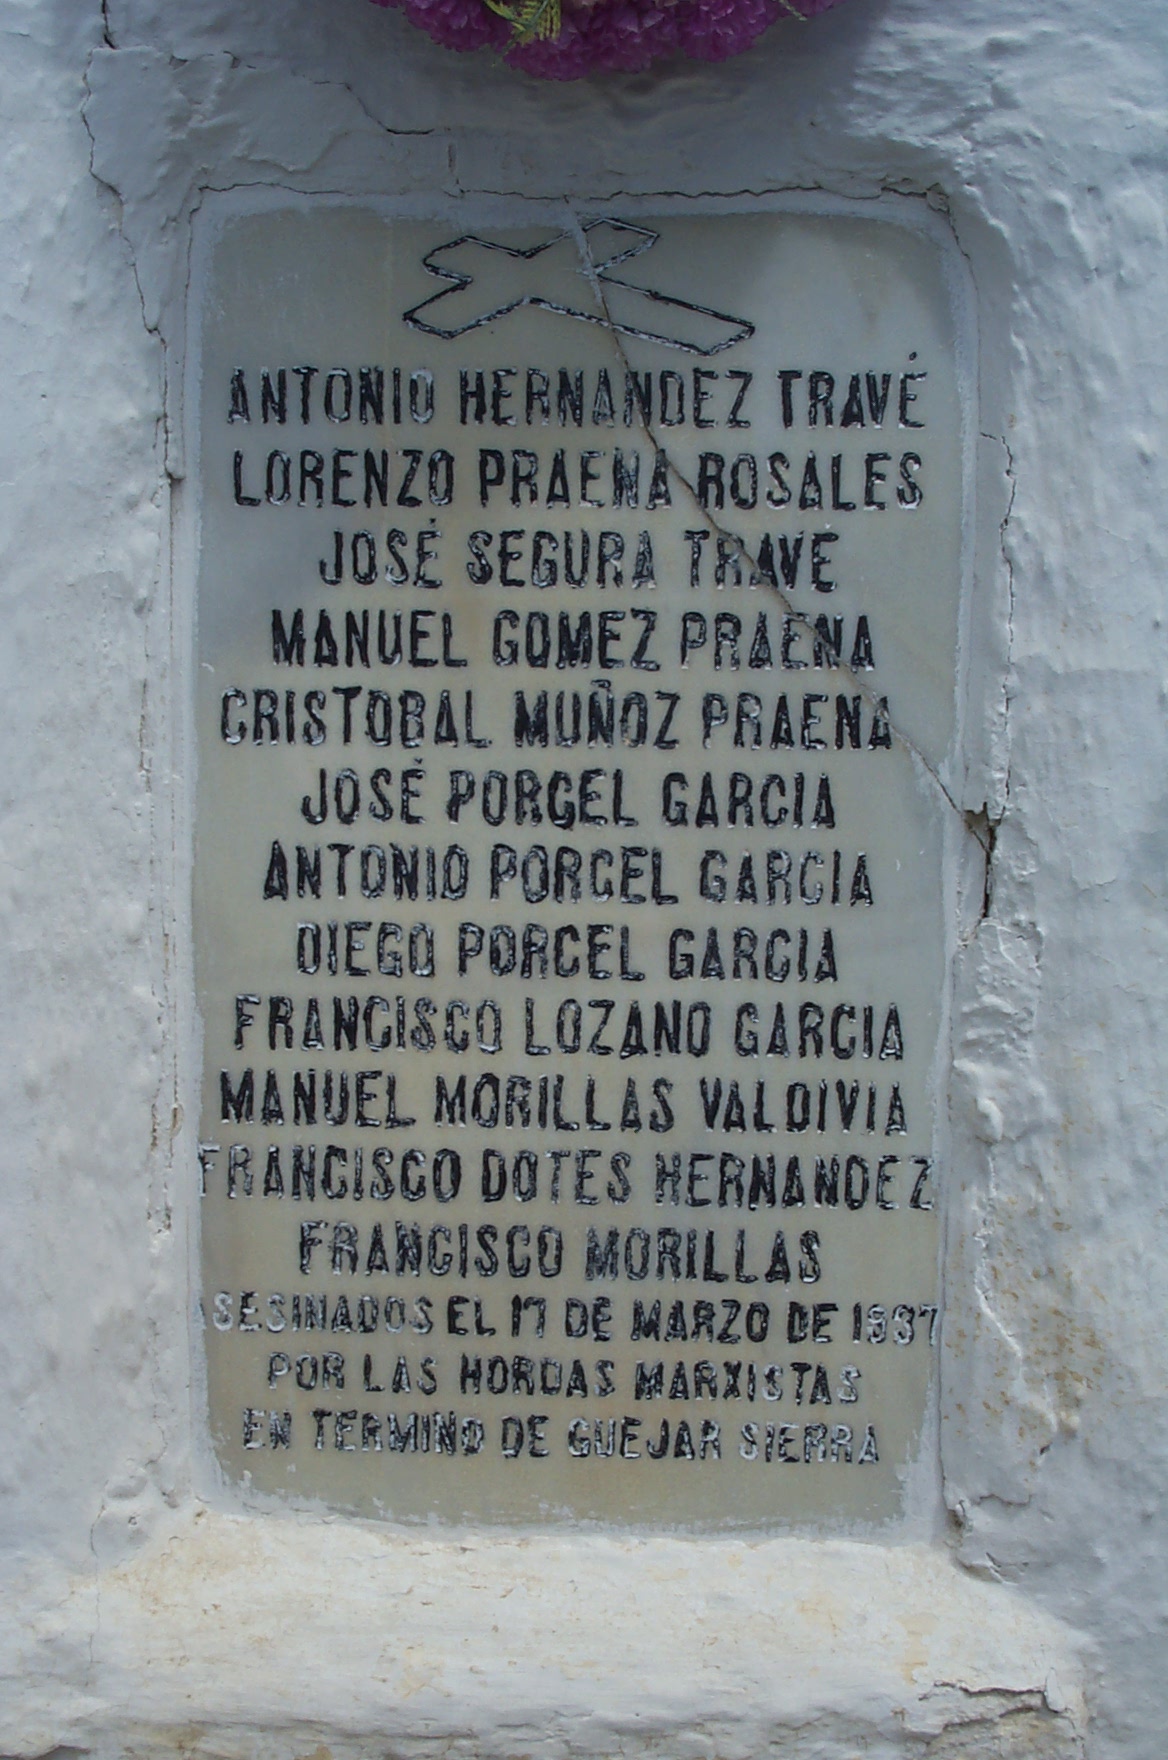 ANTONIO HERNANDEZ TRAVÉ
LORENZO PRAENA ROSALES
JOSÉ SEGURA TRAVÉ
MANUEL GOMEZ PRAENA
CRISTOBAL MUÑOZ PRAENA
JOSÉ PORCEL GARCIA
ANTONIO PORCEL GARCIA
DIEGO PORCEL GARCIA
FRANCISCO LOZANO GARCIA
MANUEL MORILLAS VALDIVIA
FRANCISCO DOTES HERNANDEZ
FRANCISCO MORILLAS
ASESINADOS EL 17 DE MARZO DE 1937
POR LAS HORDAS MARXISTAS
EN TERMINO DE GUEJAR SIERRA